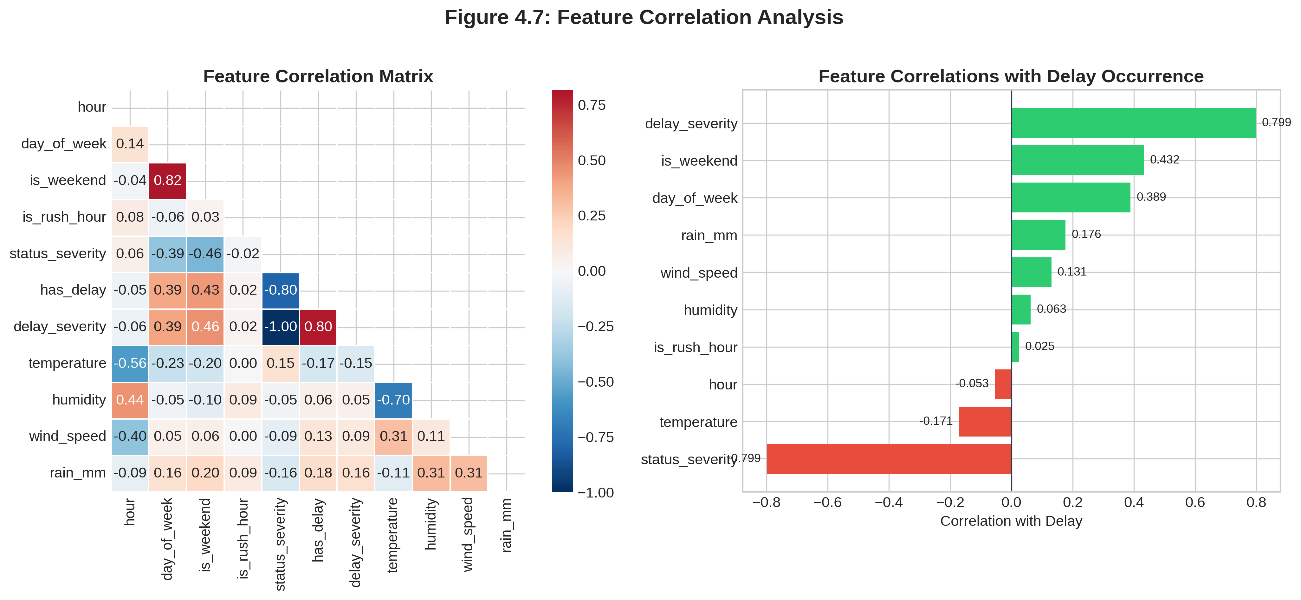 Figure 4.7: Feature Correlation Analysis
Feature Correlation Matrix
hour
day_of_week 0.14
is_weekend -0.04 0.82
is_rush_hour 0.08 -0.06 0.03
status_severity 0.06 -0.39 -0.46 -0.02
has_delay -0.05 0.39 0.43 0.02 -0.80
delay_severity -0.06 0.39 0.46 0.02 -1.00 0.80
temperature -0.56 -0.23 -0.20 0.00 0.15 -0.17 -0.15
humidity 0.44 -0.05 -0.10 0.09 -0.05 0.06 0.05 -0.70
wind_speed -0.40 0.05 0.06 0.00 -0.09 0.13 0.09 0.31 0.11
rain_mm -0.09 0.16 0.20 0.09 -0.16 0.18 0.16 -0.11 0.31 0.31
hour day_of_week is_weekend is_rush_hour status_severity has_delay delay_severity temperature humidity wind_speed rain_mm
0.75
0.50
0.25
0.00
−0.25
−0.50
−0.75
−1.00
Feature Correlations with Delay Occurrence
delay_severity 0.799
is_weekend 0.432
day_of_week 0.389
rain_mm 0.176
wind_speed 0.131
humidity 0.063
is_rush_hour 0.025
hour -0.053
temperature -0.171
status_severity -0.799
−0.8 −0.6 −0.4 −0.2 0.0 0.2 0.4 0.6 0.8
Correlation with Delay